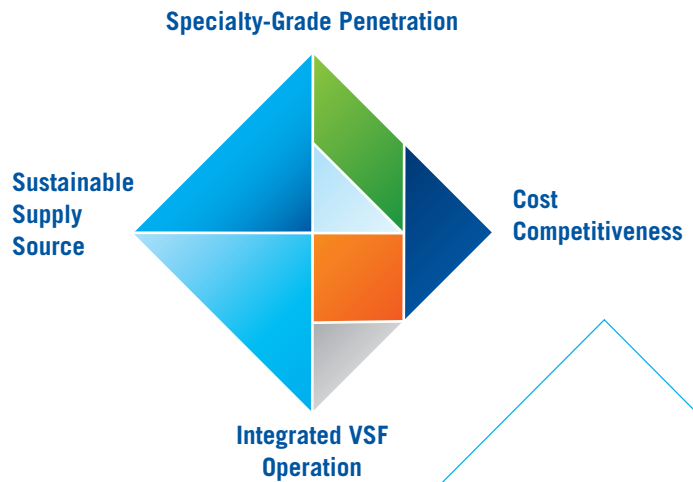 Specialty-Grade Penetration
Sustainable
Supply
Source
Cost
Competitiveness
Integrated VSF
Operation